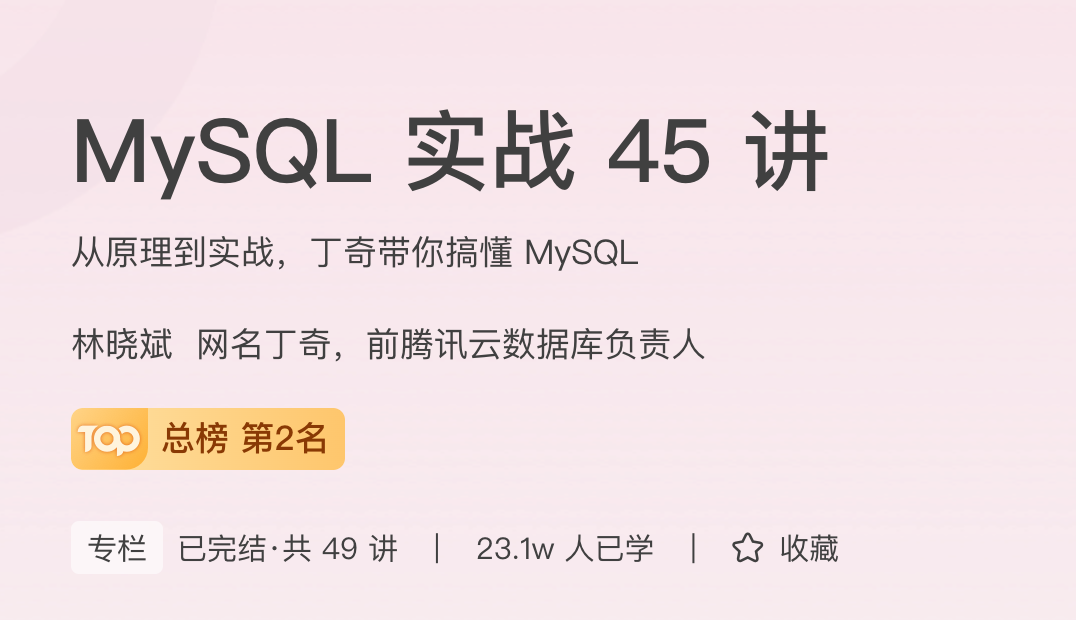 MySQL 实战 45 讲
从原理到实战，丁奇带你搞懂 MySQL
林晓斌 网名丁奇，前腾讯云数据库负责人
TOP 总榜 第2名
专栏 已完结·共 49 讲 | 23.1w 人已学 | 收藏